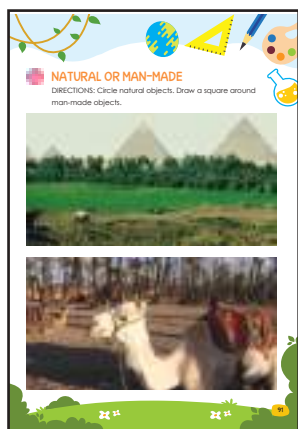 NATURAL OR MAN-MADE
DIRECTIONS: Circle natural objects. Draw a square around
man-made objects.
91